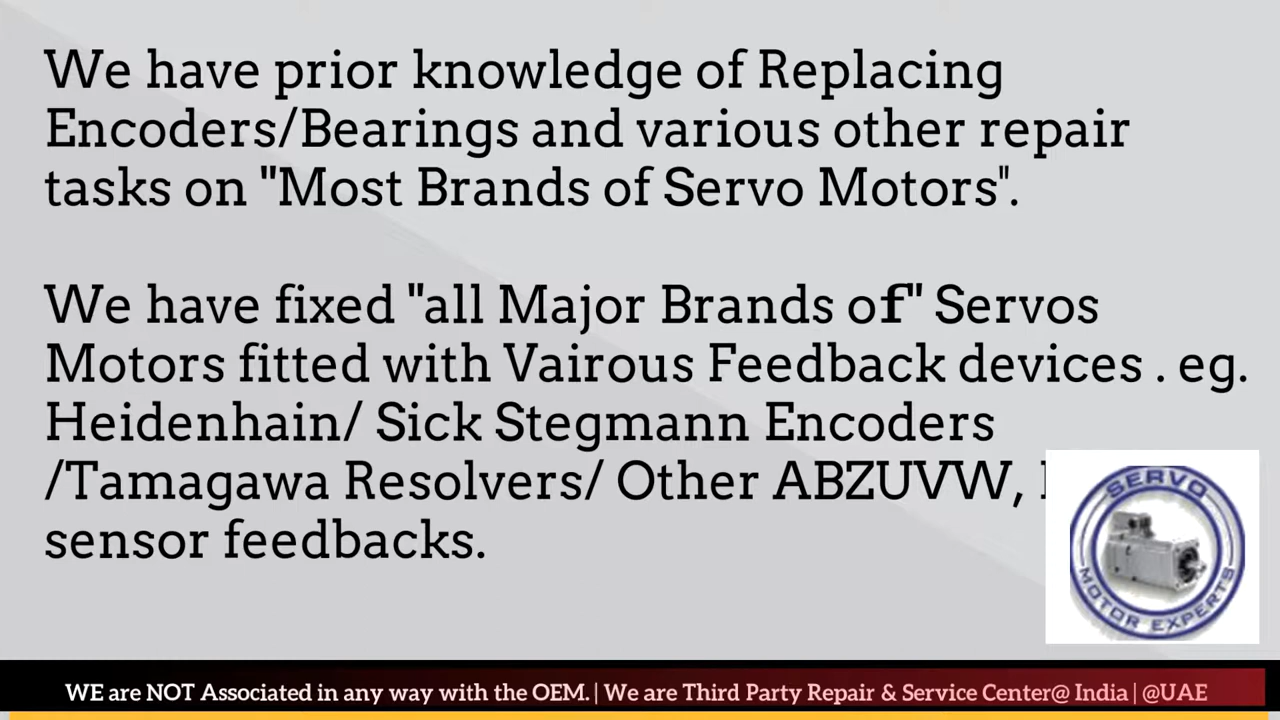 We have prior knowledge of Replacing
Encoders/Bearings and various other repair
tasks on "Most Brands of Servo Motors".
We have fixed "all Major Brands of" Servos
Motors fitted with Vairous Feedback devices . eg.
Heidenhain/ Sick Stegmann Encoders
/Tamagawa Resolvers/ Other ABZUVW,
sensor feedbacks.
SERVO
MOTOR EXPERTS
WE are NOT Associated in any way with the OEM. | We are Third Party Repair & Service Center@ India | @UAE